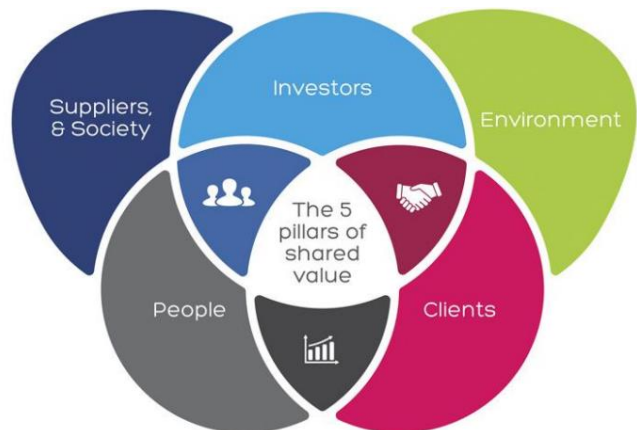 Suppliers,
& Society
Investors
Environment
The 5
pillars of
shared
value
People
Clients